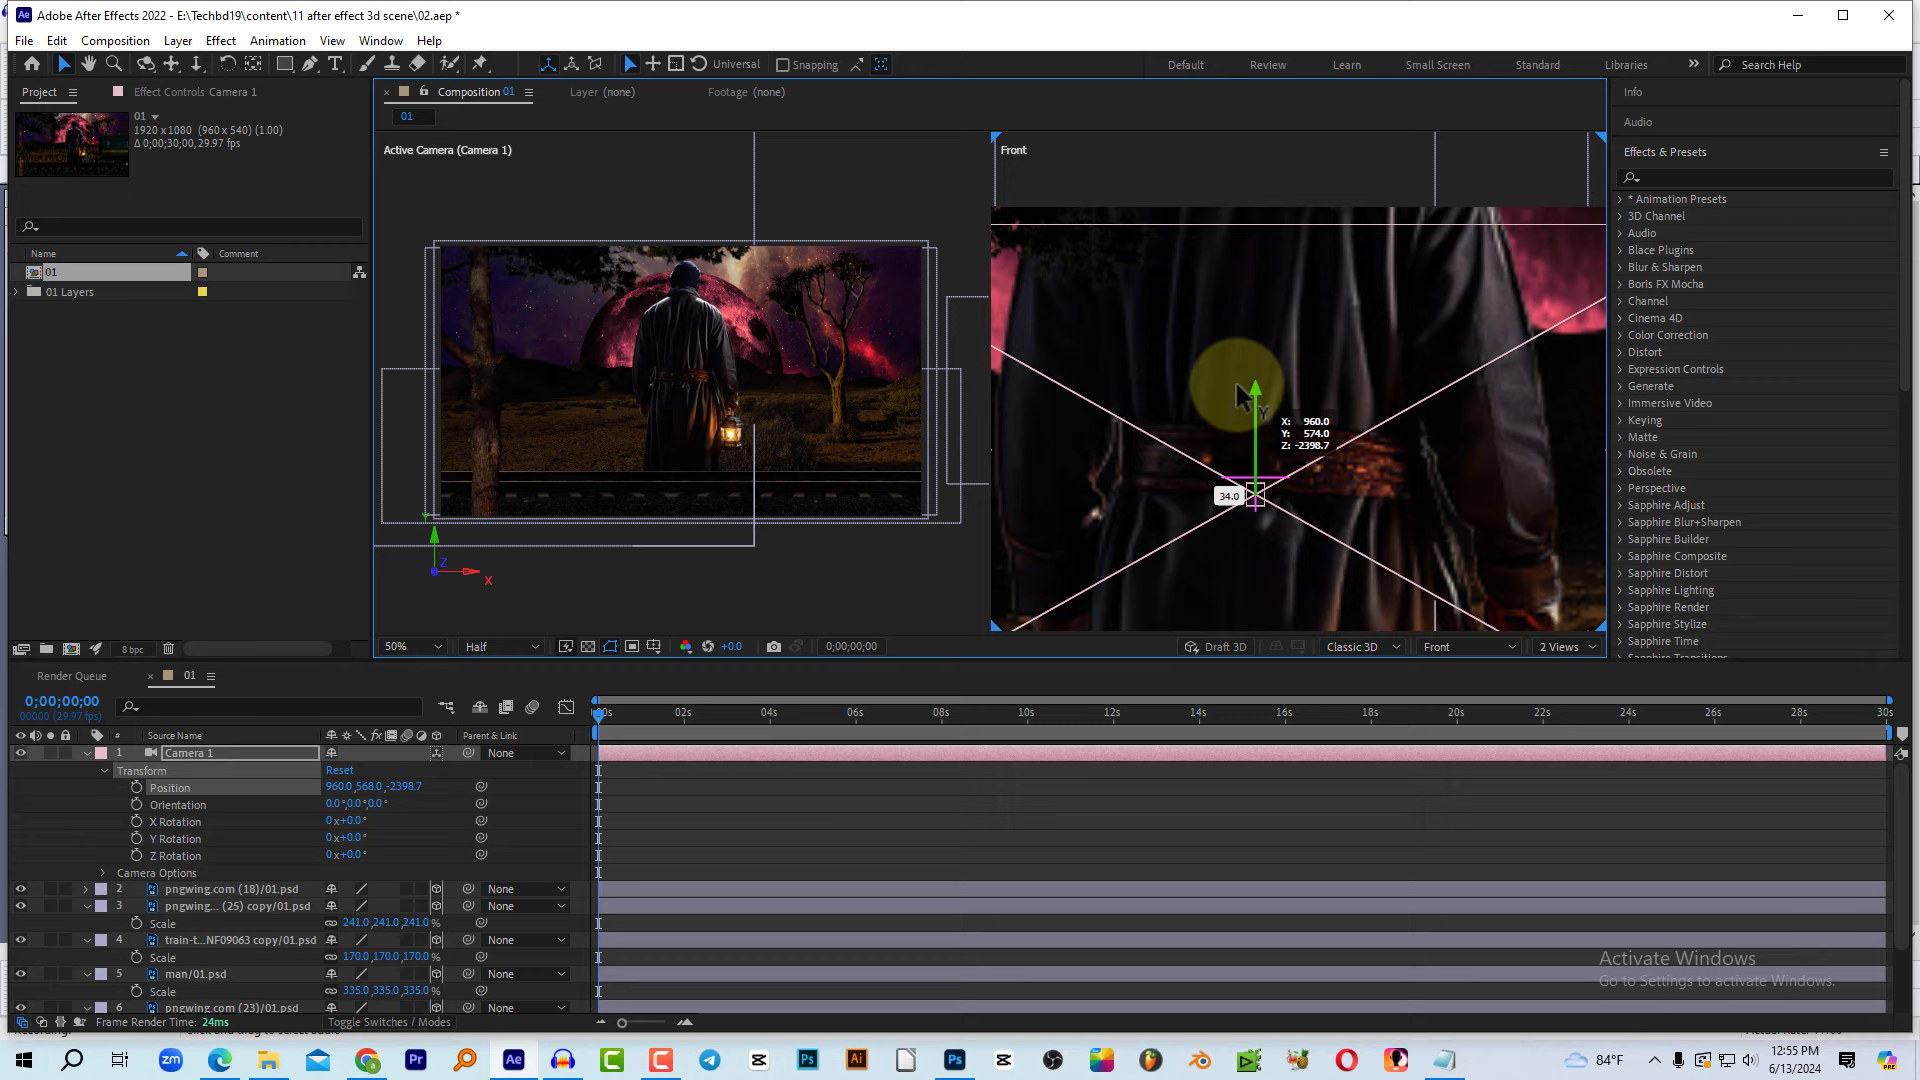 Adobe After Effects 2022 - E:\Techbd19\content\11 after effect 3d scene\02.aep *
File Edit Composition Layer Effect Animation View Window Help
Universal Snapping Default Review Learn Small Screen Standard Libraries Search Help
Project Effect Controls Camera 1
01
1920 x 1080 (960 x 540) (1.00)
Δ 0;00;30;00, 29.97 fps
Name Comment
01
01 Layers
8 bpc
Composition 01 Layer (none) Footage (none)
01
Active Camera (Camera 1)
Y
Z
X
Front
Y
X: 960.0
Y: 574.0
Z: -2398.7
34.0
50% Half +0.0 0;00;00;00 Draft 3D Classic 3D Front 2 Views
Info
Audio
Effects & Presets
* Animation Presets
3D Channel
Audio
Blace Plugins
Blur & Sharpen
Boris FX Mocha
Channel
Cinema 4D
Color Correction
Distort
Expression Controls
Generate
Immersive Video
Keying
Matte
Noise & Grain
Obsolete
Perspective
Sapphire Adjust
Sapphire Blur+Sharpen
Sapphire Builder
Sapphire Composite
Sapphire Distort
Sapphire Lighting
Sapphire Render
Sapphire Stylize
Sapphire Time
Sapphire Transitions
Render Queue 01
0;00;00;00
00000 (29.97 fps)
02s 04s 06s 08s 10s 12s 14s 16s 18s 20s 22s 24s 26s 28s 30s
# Source Name Parent & Link
1 Camera 1 None
Transform Reset
Position 960.0,568.0,-2398.7
Orientation 0.0°,0.0°,0.0°
X Rotation 0x+0.0°
Y Rotation 0x+0.0°
Z Rotation 0x+0.0°
Camera Options
2 pngwing.com (18)/01.psd None
3 pngwing... (25) copy/01.psd None
Scale 241.0,241.0,241.0%
4 train-t...NF09063 copy/01.psd None
Scale 170.0,170.0,170.0%
5 man/01.psd None
Scale 335.0,335.0,335.0%
6 pngwing.com (23)/01.psd None
Frame Render Time: 24ms Toggle Switches / Modes
Activate Windows
Go to Settings to activate Windows.
84°F
12:55 PM
6/13/2024